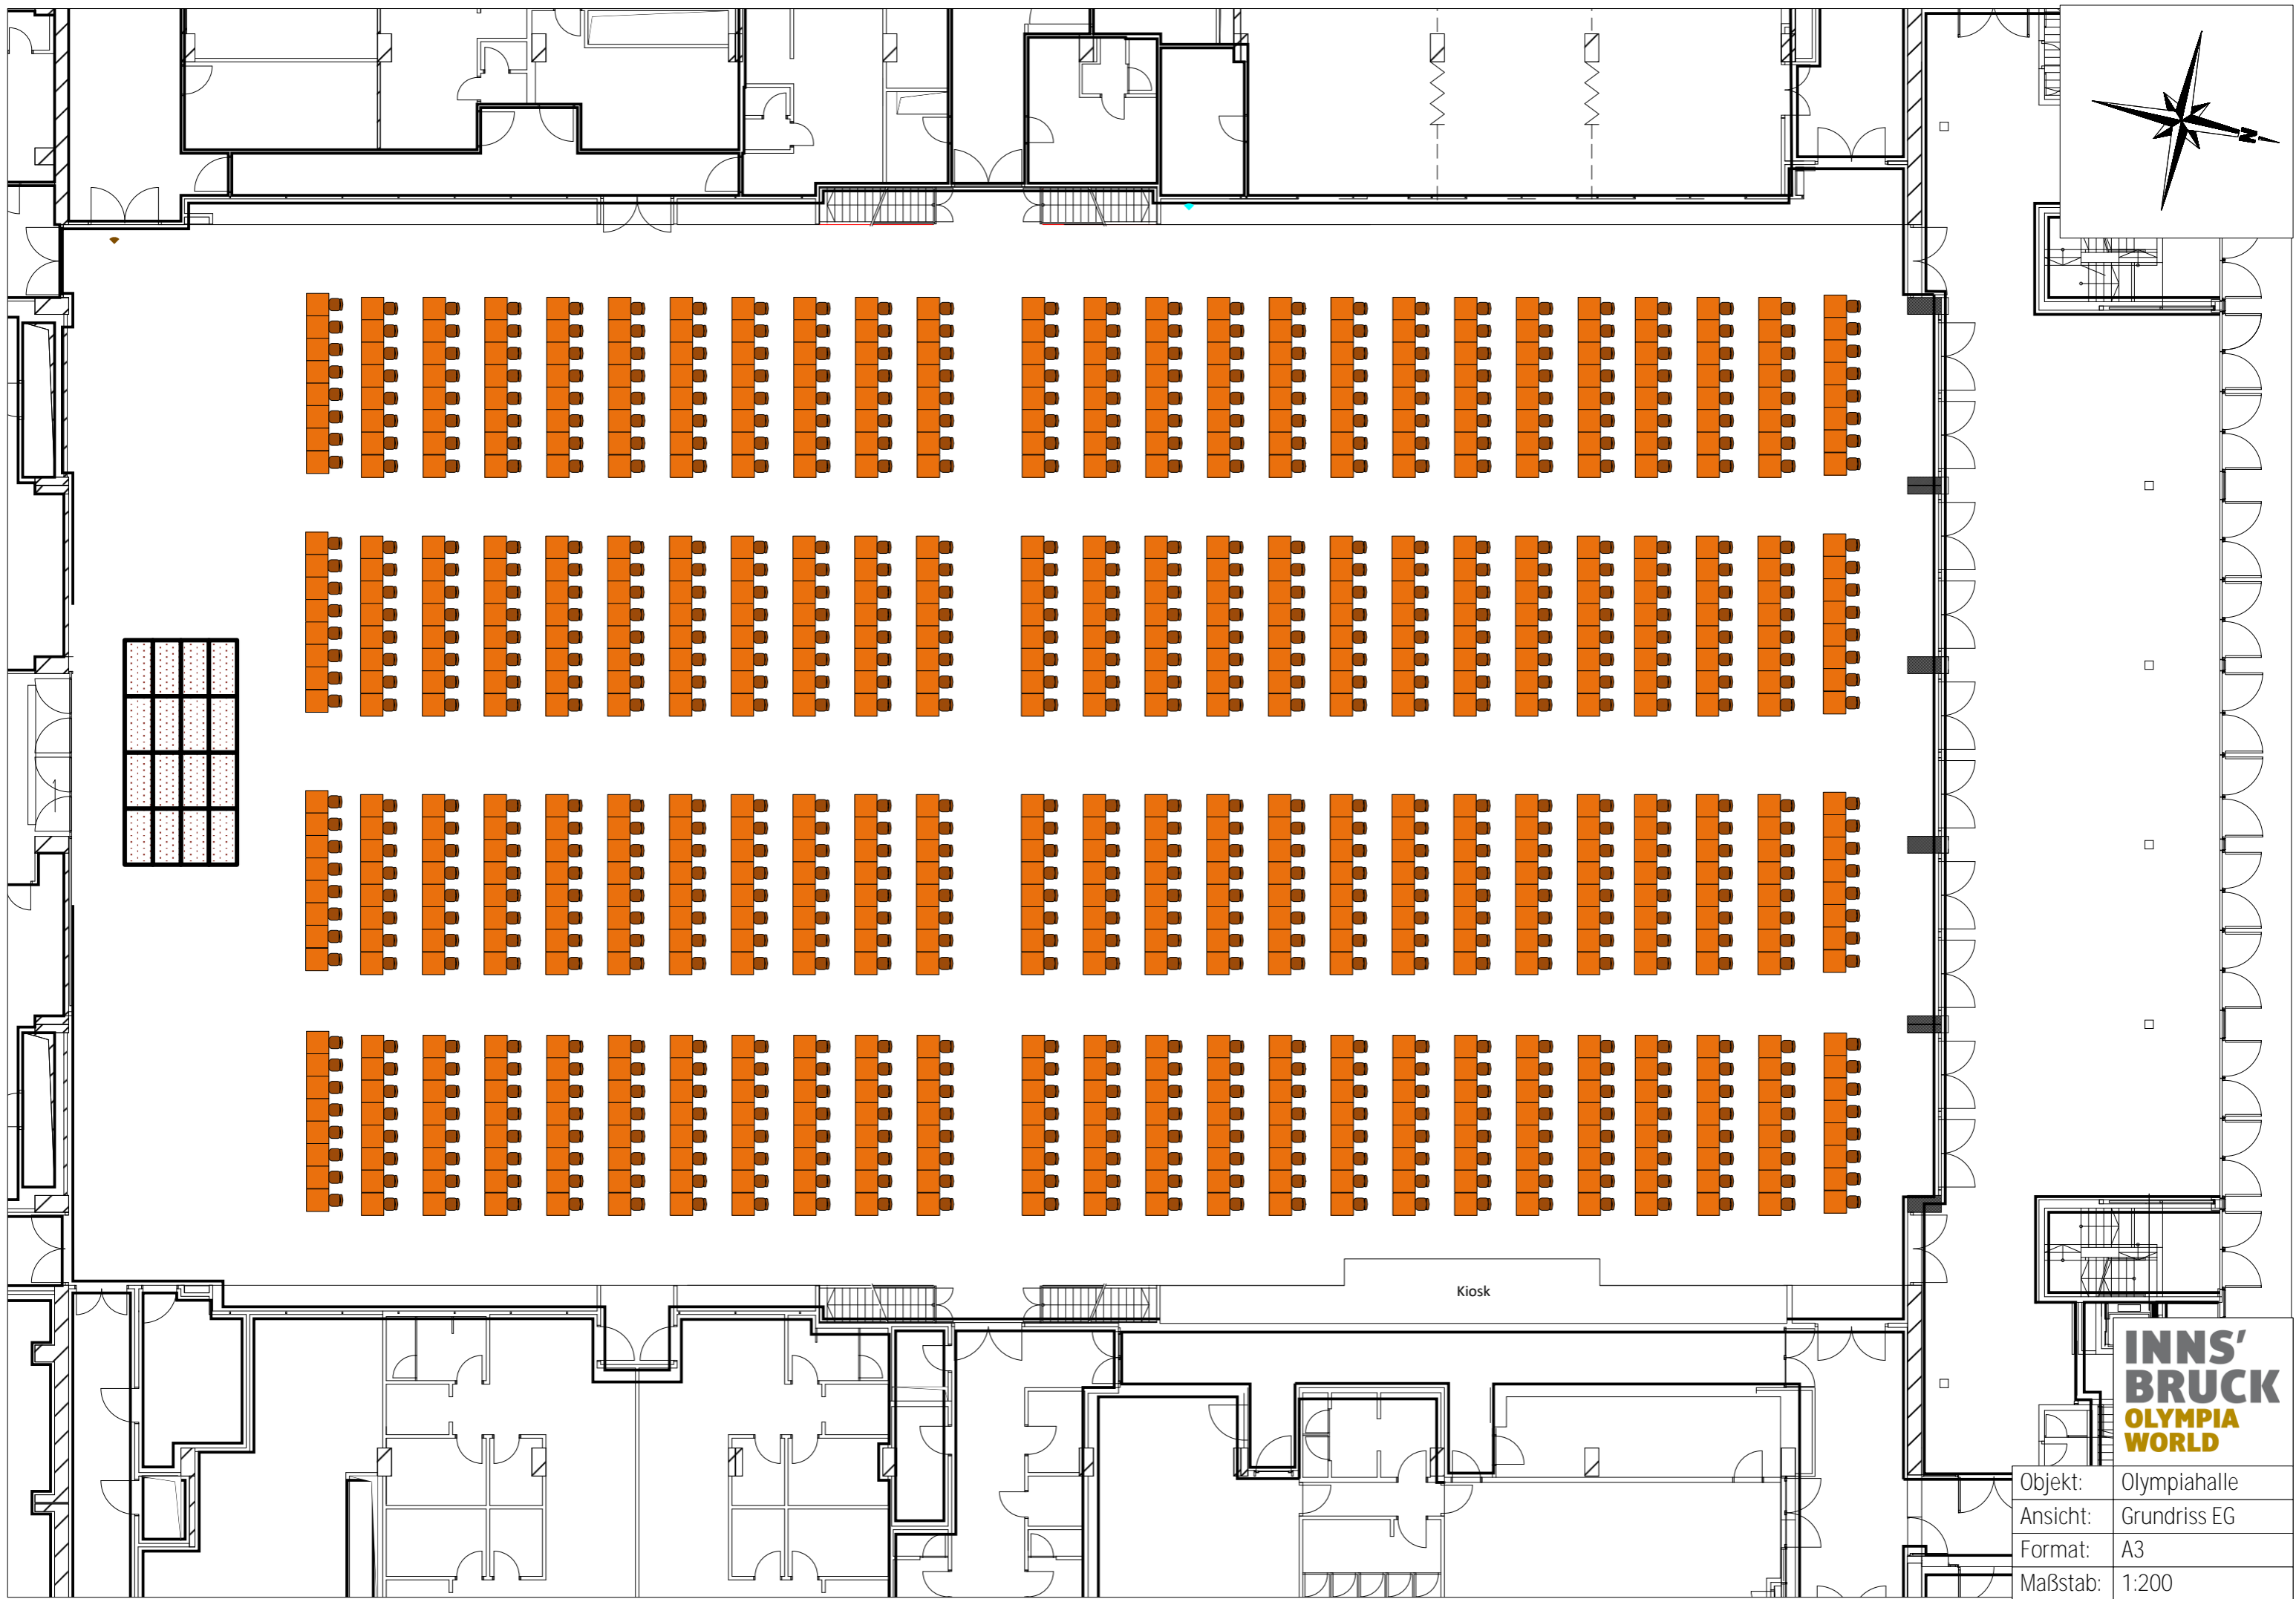 N
Kiosk
INNS'
BRUCK
OLYMPIA
WORLD
Objekt: Olympiahalle
Ansicht: Grundriss EG
Format: A3
Maßstab: 1:200